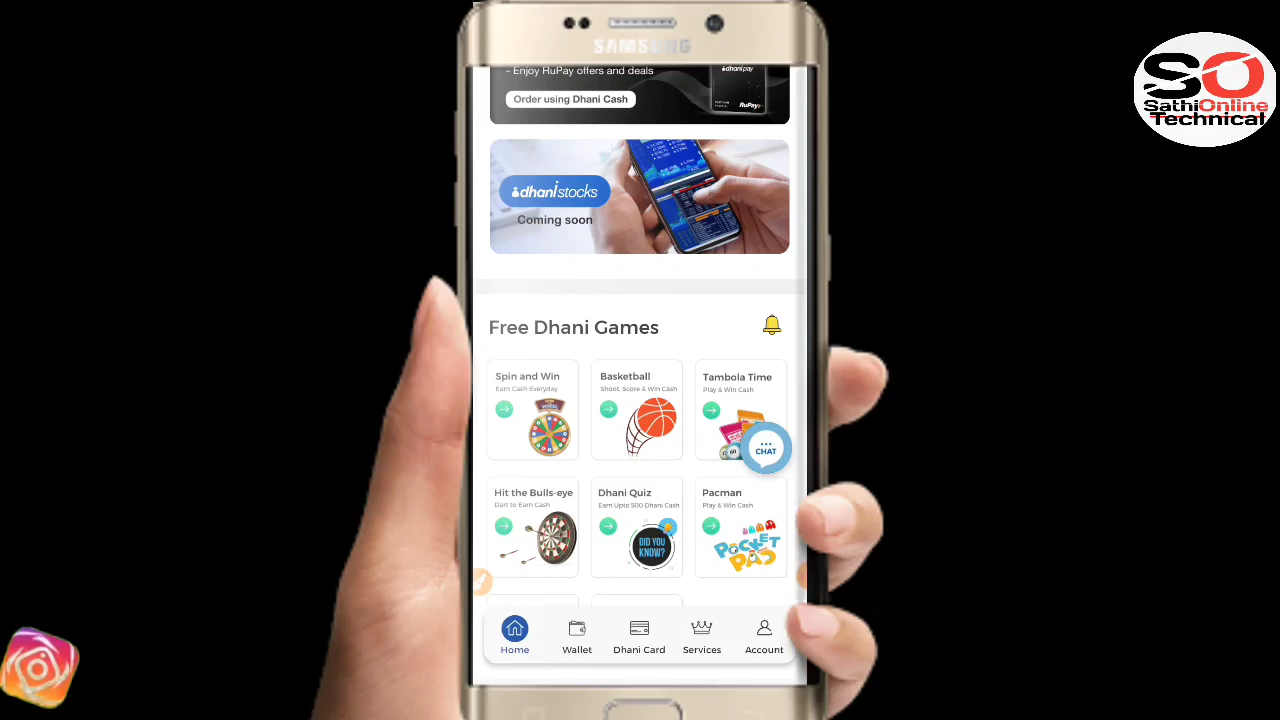 SAMSUNG
- Enjoy RuPay offers and deals
dhani pay
Order using Dhani Cash
RuPay
SO
SathiOnline
Technical
dhanistocks
Coming soon
Free Dhani Games
Spin and Win
Earn Cash Everyday
Basketball
Shoot, Score & Win Cash
Tambola Time
Play & Win Cash
CHAT
Hit the Bulls-eye
Dart to Earn Cash
Dhani Quiz
Earn Upto 500 Dhani Cash
DID YOU
KNOW?
Pacman
Play & Win Cash
POCKET
PAC
Home
Wallet
Dhani Card
Services
Account